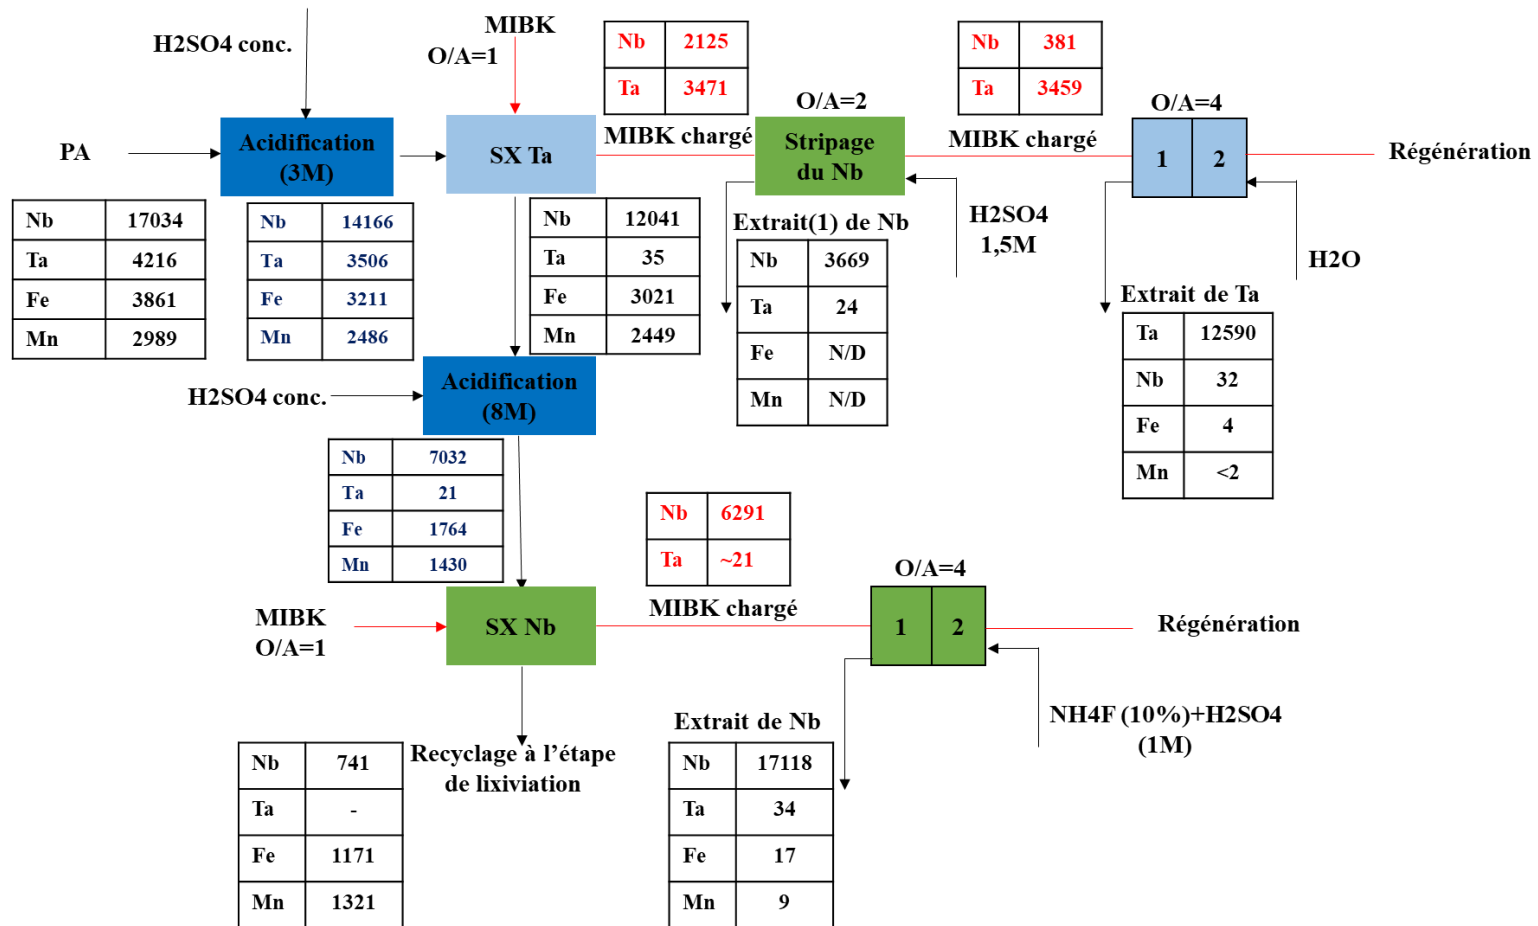 H2SO4 conc.
MIBK
O/A=1
Nb 2125
Ta 3471
Nb 381
Ta 3459
PA
Acidification
(3M)
SX Ta
MIBK chargé
O/A=2
Stripage
du Nb
MIBK chargé
O/A=4
1 2
Régénération
Nb 17034
Ta 4216
Fe 3861
Mn 2989
Nb 14166
Ta 3506
Fe 3211
Mn 2486
Nb 12041
Ta 35
Fe 3021
Mn 2449
Extrait(1) de Nb
Nb 3669
Ta 24
Fe N/D
Mn N/D
H2SO4
1,5M
H2O
Extrait de Ta
Ta 12590
Nb 32
Fe 4
Mn <2
H2SO4 conc.
Acidification
(8M)
Nb 7032
Ta 21
Fe 1764
Mn 1430
Nb 6291
Ta ~21
MIBK
O/A=1
SX Nb
MIBK chargé
O/A=4
1 2
Régénération
NH4F (10%)+H2SO4
(1M)
Recyclage à l’étape
de lixiviation
Nb 741
Ta -
Fe 1171
Mn 1321
Extrait de Nb
Nb 17118
Ta 34
Fe 17
Mn 9